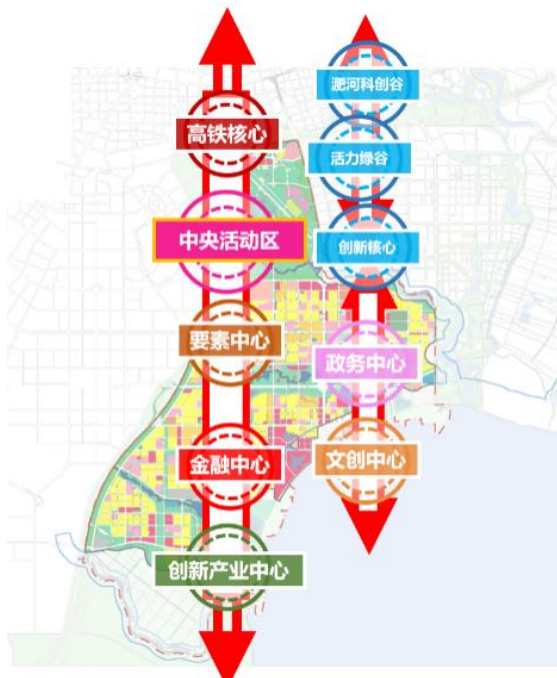 高铁核心
中央活动区
要素中心
金融中心
创新产业中心
淝河科创谷
活力绿谷
创新核心
政务中心
文创中心